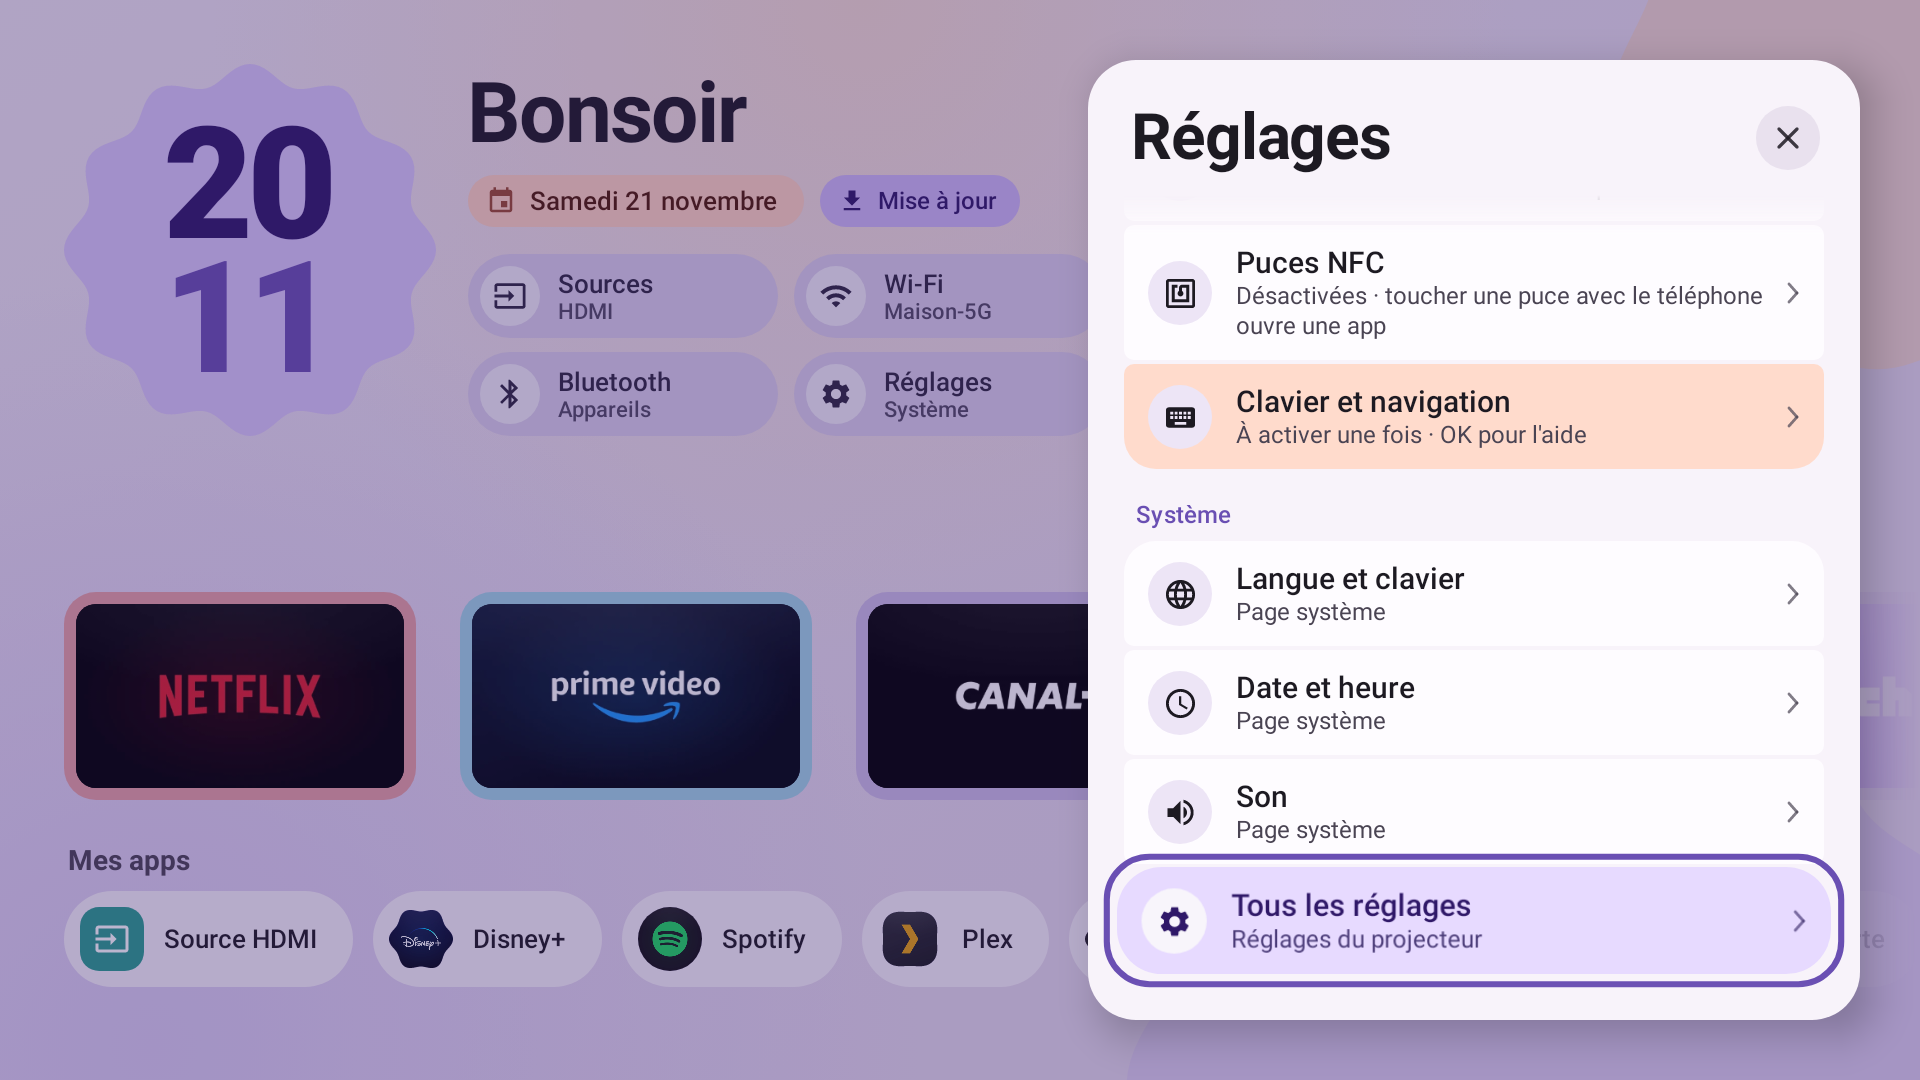 20
11
Bonsoir
Samedi 21 novembre
Mise à jour
Sources
HDMI
Wi-Fi
Maison-5G
Bluetooth
Appareils
Réglages
Système
NETFLIX
prime video
CANAL+
Mes apps
Source HDMI
Disney+
Disney+
Spotify
Plex
Réglages
Puces NFC
Désactivées · toucher une puce avec le téléphone
ouvre une app
Clavier et navigation
À activer une fois · OK pour l'aide
Système
Langue et clavier
Page système
Date et heure
Page système
Son
Page système
Tous les réglages
Réglages du projecteur